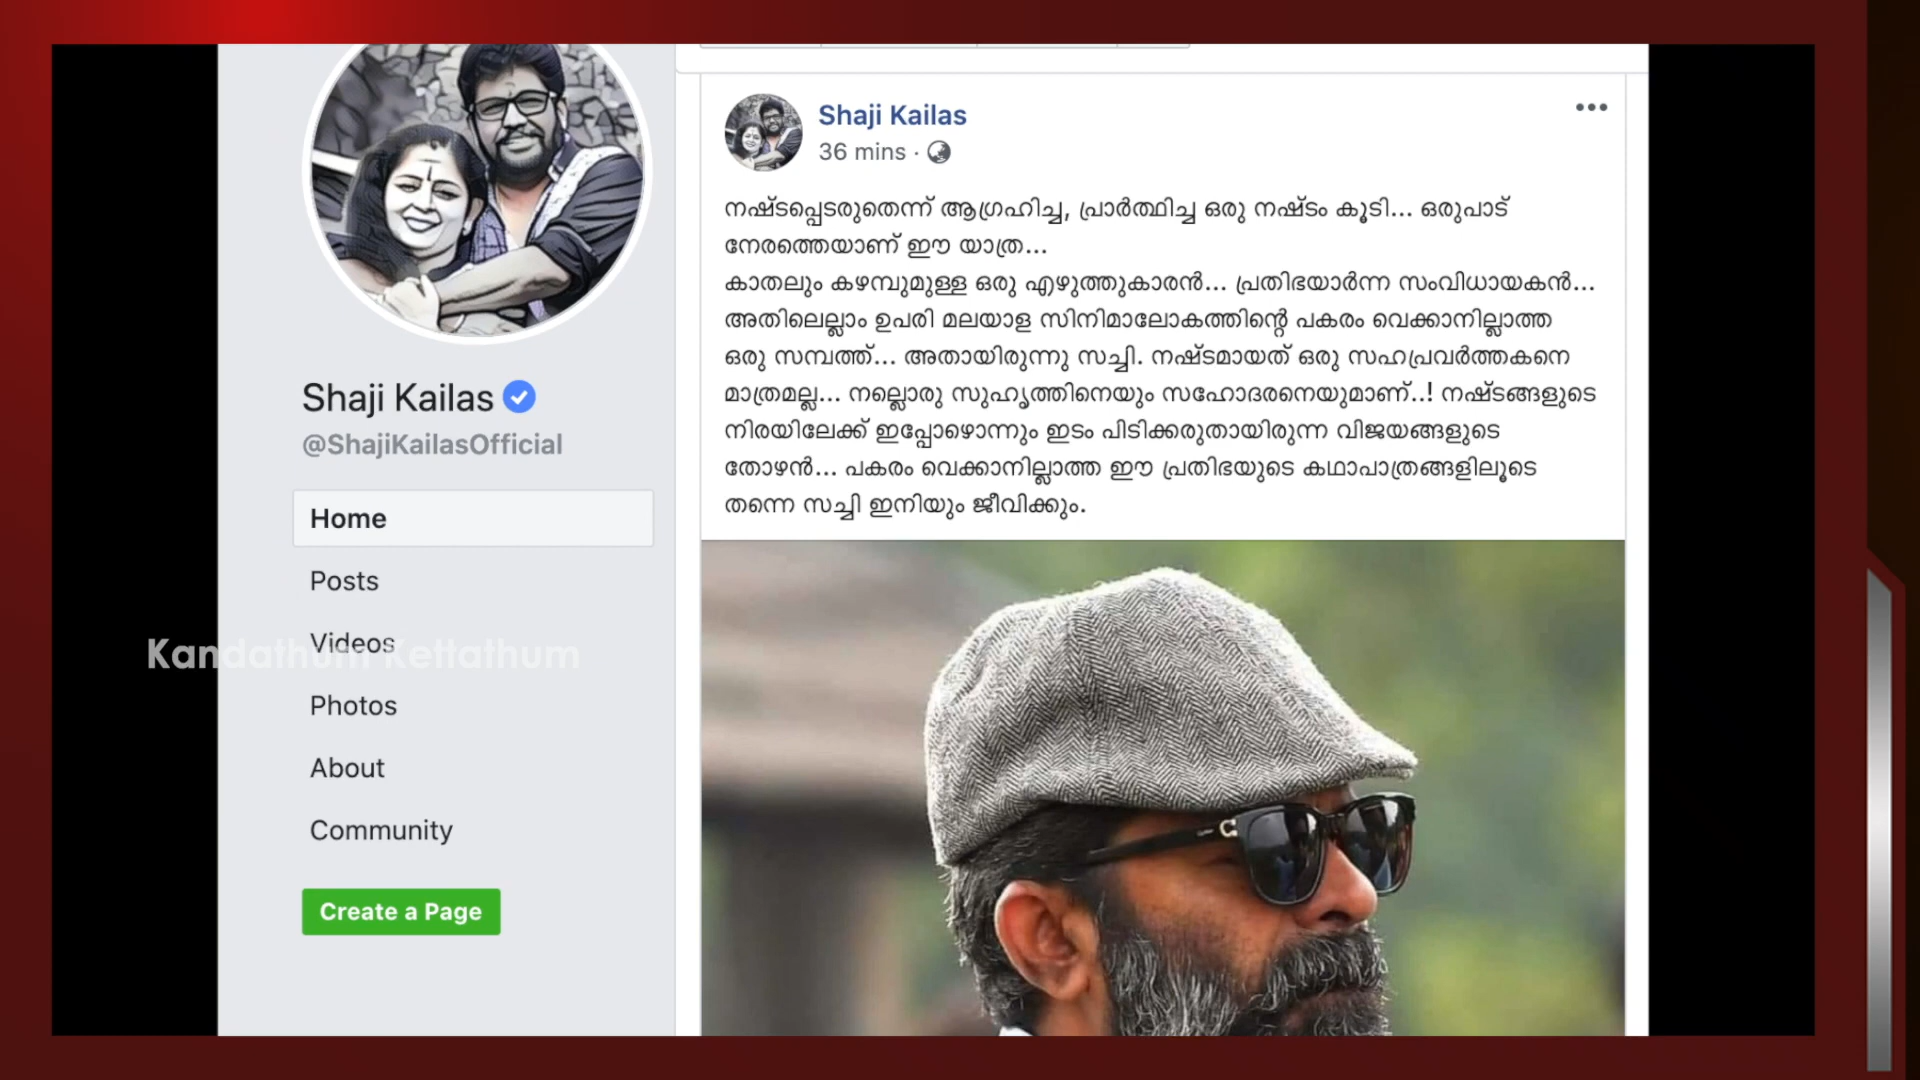 Shaji Kailas
36 mins ·
നഷ്ടപ്പെടരുതെന്ന് ആഗ്രഹിച്ച, പ്രാർത്ഥിച്ച ഒരു നഷ്ടം കൂടി... ഒരുപാട്
നേരത്തെയാണ് ഈ യാത്ര...
കാതലും കഴമ്പുമുള്ള ഒരു എഴുത്തുകാരൻ... പ്രതിഭയാർന്ന സംവിധായകൻ...
അതിലെല്ലാം ഉപരി മലയാള സിനിമാലോകത്തിന്റെ പകരം വെക്കാനില്ലാത്ത
ഒരു സമ്പത്ത്... അതായിരുന്നു സച്ചി. നഷ്ടമായത് ഒരു സഹപ്രവർത്തകനെ
മാത്രമല്ല... നല്ലൊരു സുഹൃത്തിനെയും സഹോദരനെയുമാണ്..! നഷ്ടങ്ങളുടെ
നിരയിലേക്ക് ഇപ്പോഴൊന്നും ഇടം പിടിക്കരുതായിരുന്ന വിജയങ്ങളുടെ
തോഴൻ... പകരം വെക്കാനില്ലാത്ത ഈ പ്രതിഭയുടെ കഥാപാത്രങ്ങളിലൂടെ
തന്നെ സച്ചി ഇനിയും ജീവിക്കും.
Shaji Kailas
@ShajiKailasOfficial
Home
Posts
Videos
Kandathum Kettathum
Photos
About
Community
Create a Page